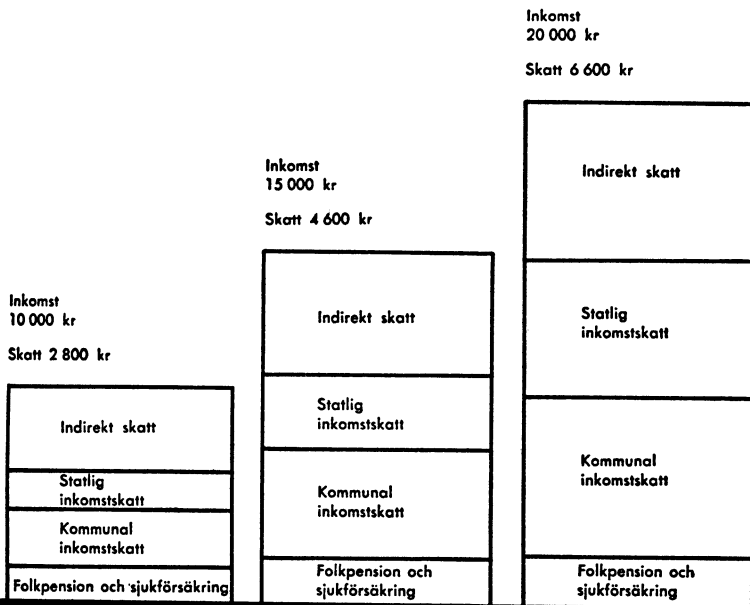 Inkomst
10 000 kr
Skatt 2 800 kr
Indirekt skatt
Statlig
inkomstskatt
Kommunal
inkomstskatt
Folkpension och sjukförsäkring
Inkomst
15 000 kr
Skatt 4 600 kr
Indirekt skatt
Statlig
inkomstskatt
Kommunal
inkomstskatt
Folkpension och
sjukförsäkring
Inkomst
20 000 kr
Skatt 6 600 kr
Indirekt skatt
Statlig
inkomstskatt
Kommunal
inkomstskatt
Folkpension och
sjukförsäkring